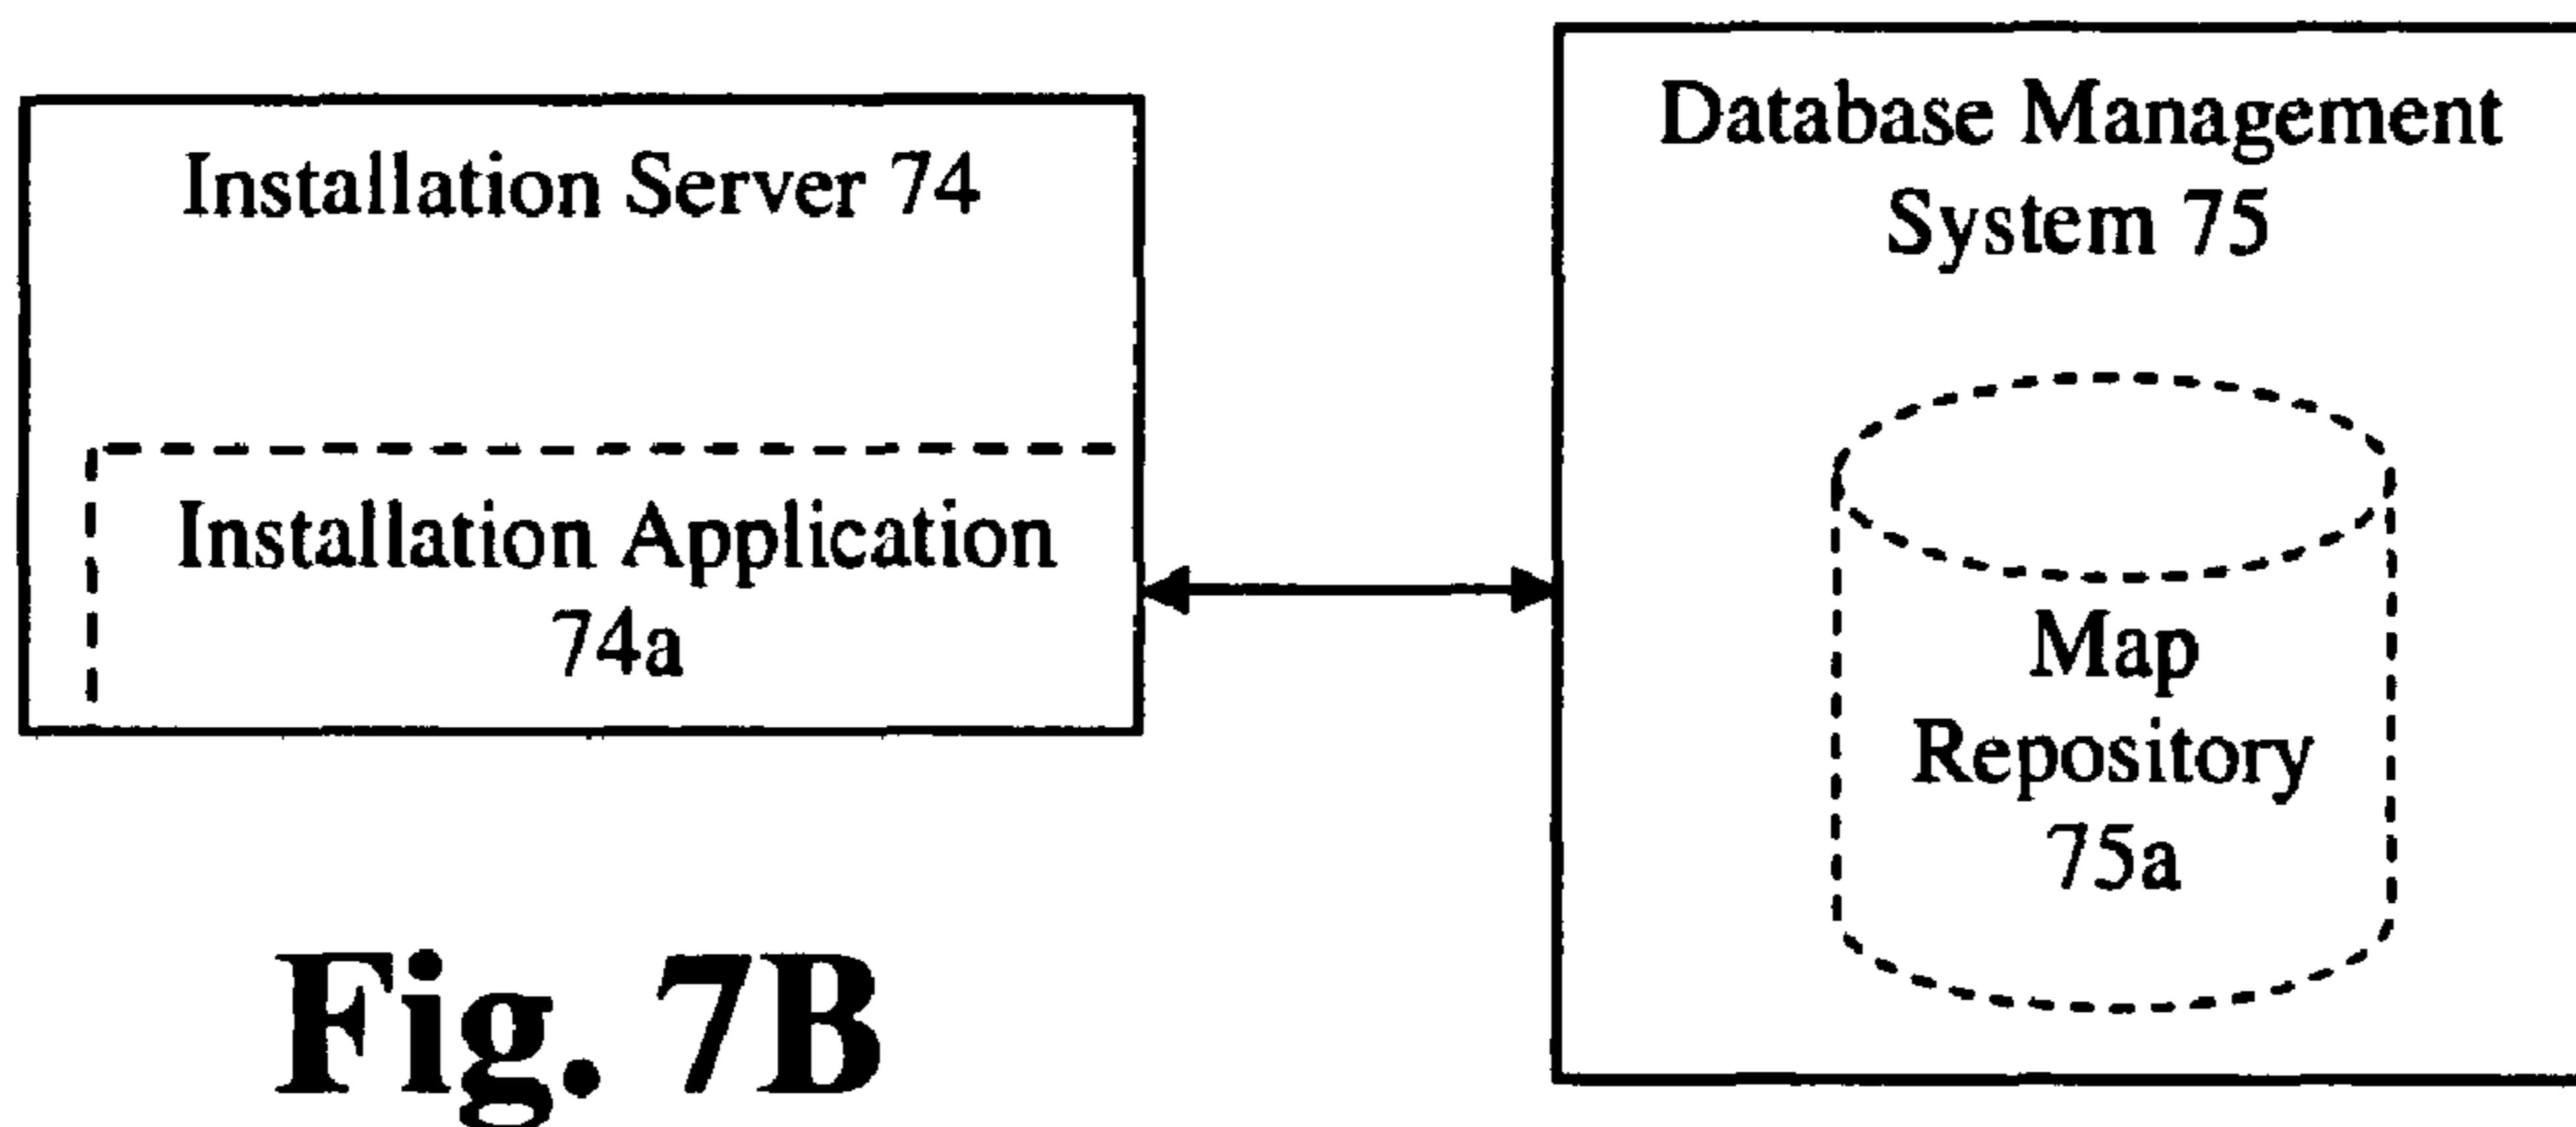 Installation Server 74
Installation Application
74a
Database Management
System 75
Map
Repository
75a
Fig. 7B